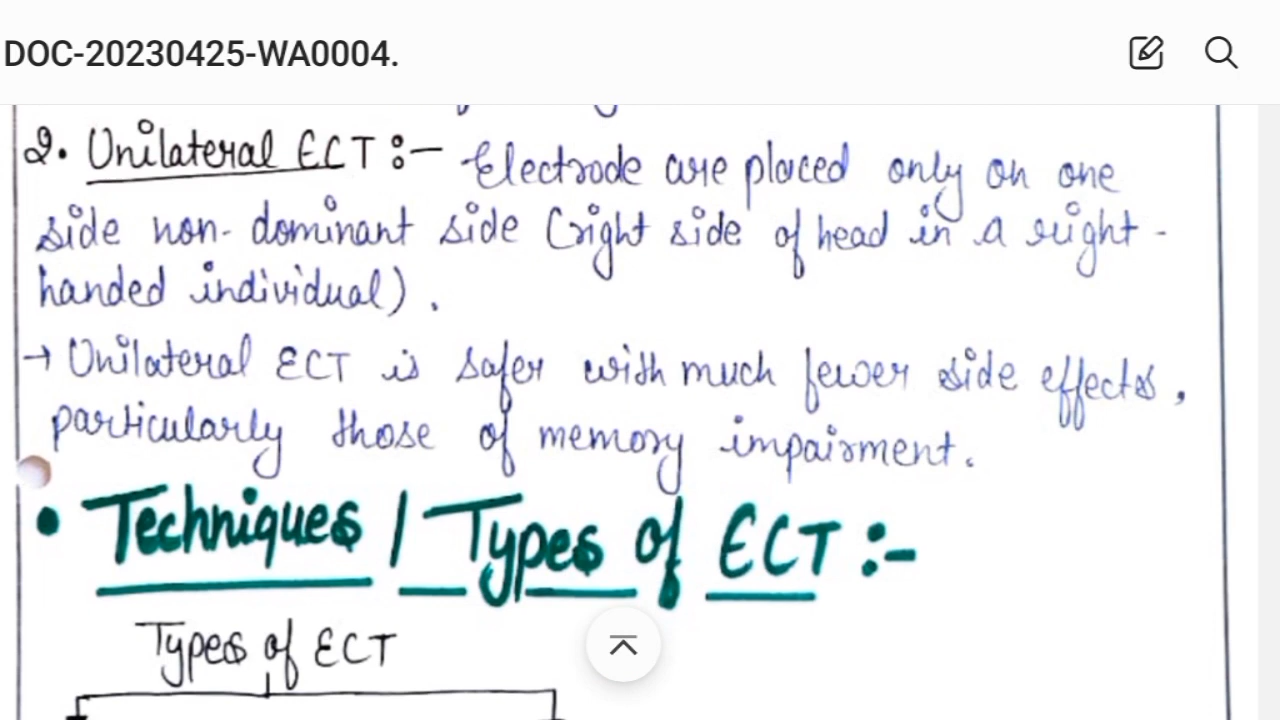 DOC-20230425-WA0004.
2. Unilateral ECT :- Electrode are placed only on one
side non-dominant side (right side of head in a right-
handed individual).
→ Unilateral ECT is safer with much fewer side effects,
particularly those of memory impairment.
• Techniques / Types of ECT :-
Types of ECT